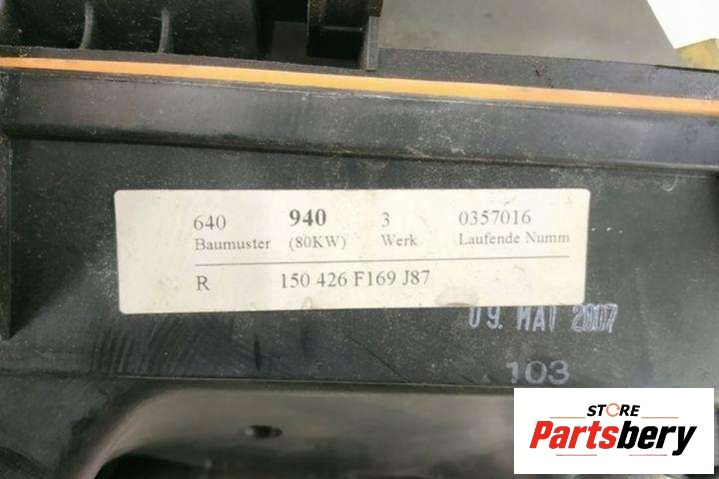 640 940 3 0357016
Baumuster (80KW) Werk Laufende Numm
R 150 426 F169 J87
09. MAI 2007
103
STORE
Partsbery